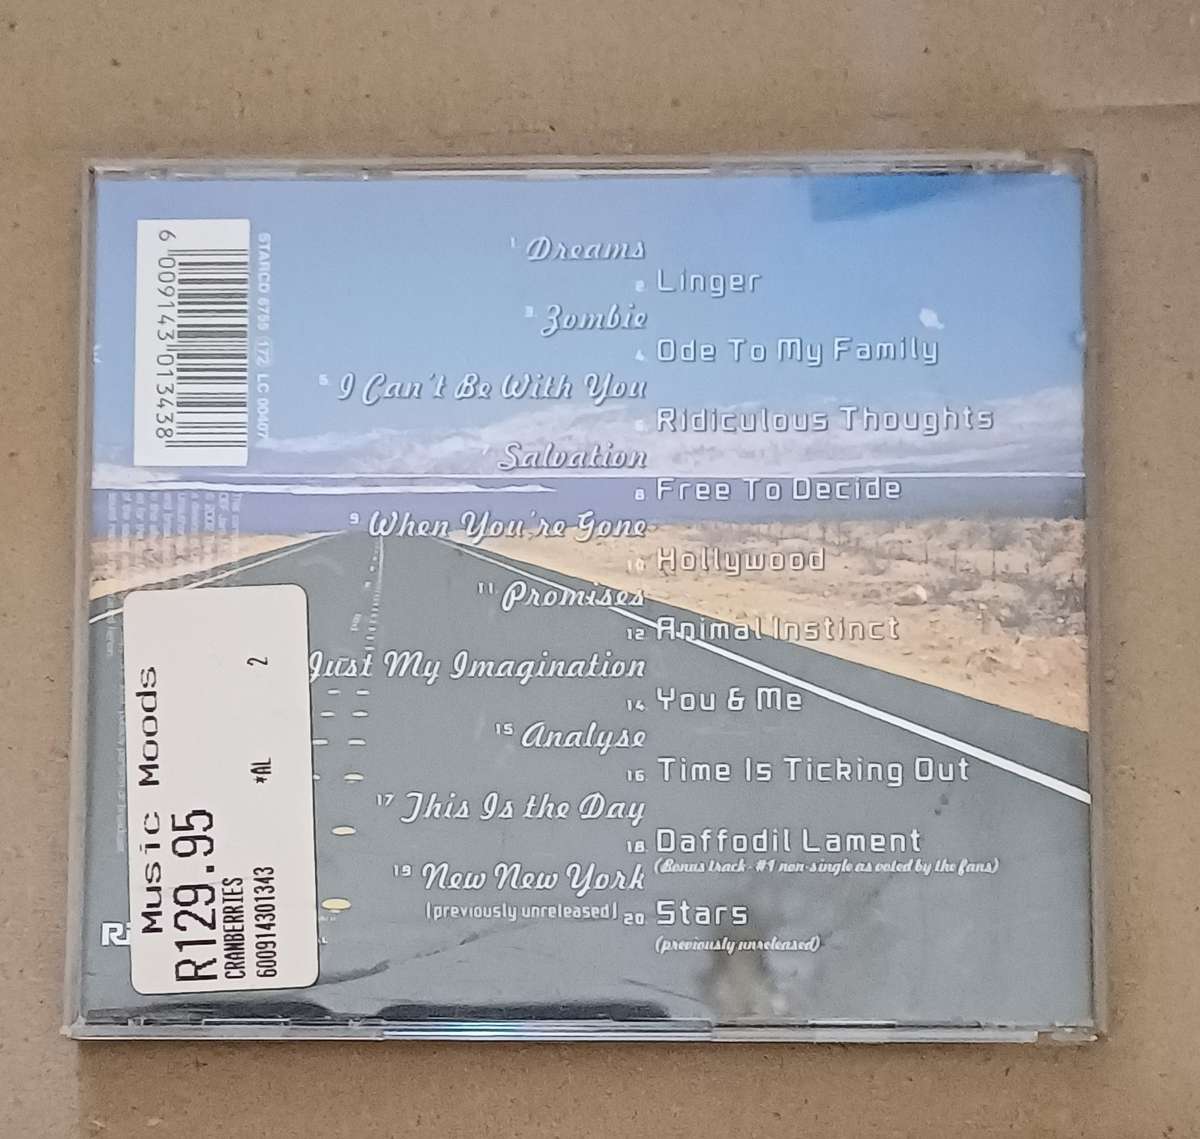 1 Dreams
2. Linger
3. Zombie
4. Ode To My Family
5. I Can't Be With You
6. Ridiculous Thoughts
7 Salvation
8 Free To Decide
9 When You're Gone
10 Hollywood
11 Promises
12 Animal Instinct
Just My Imagination
14. You & Me
15 Analyse
16. Time Is Ticking Out
17 This Is the Day
18. Daffodil Lament
(Bonus track - #1 non-single as voted by the fans)
19 New New York
(previously unreleased)
20 Stars
(previously unreleased)
6 009143 013438
STARCD 6759 172 LC 00407
Music Moods
R129.95
CRANBERRIES *AL 2
600914301343